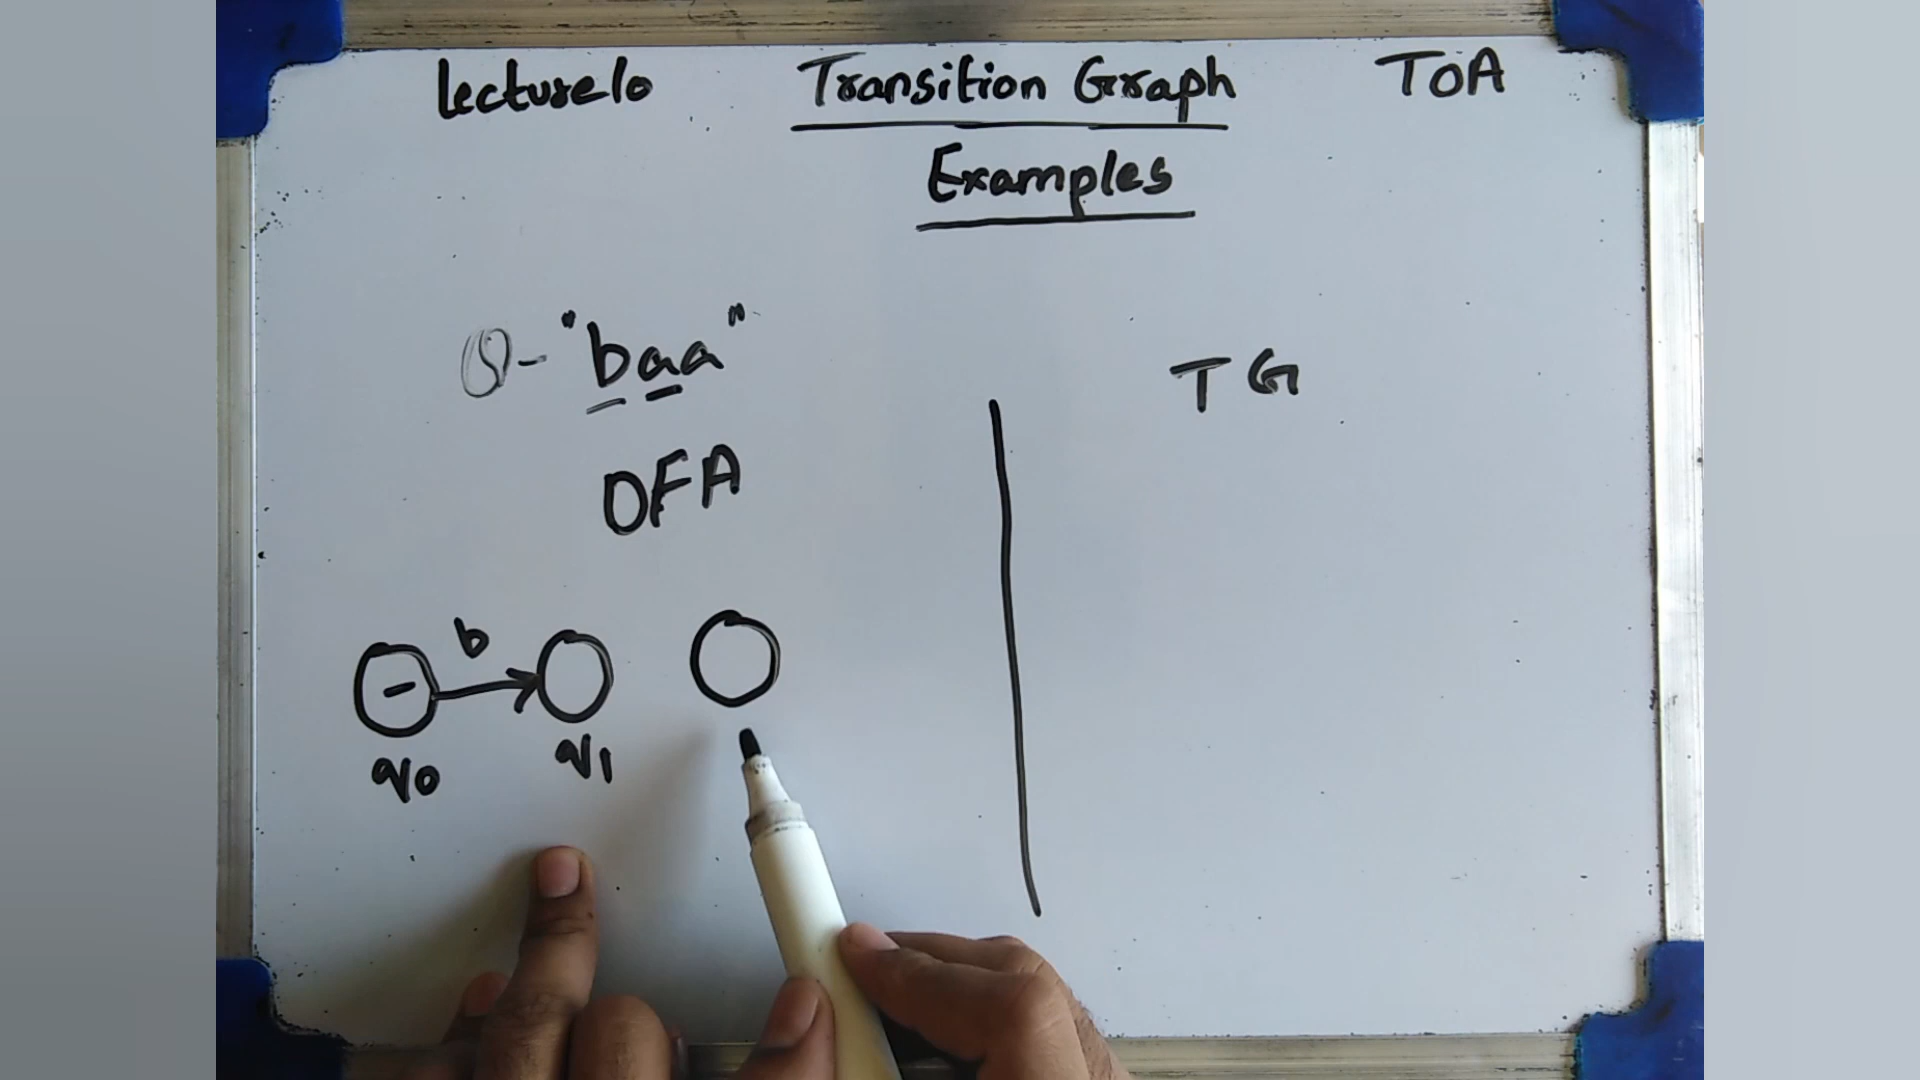 Lecture10 Transition Graph TOA
Examples
Q- "baa"
TG
DFA
b
-
q0 q1